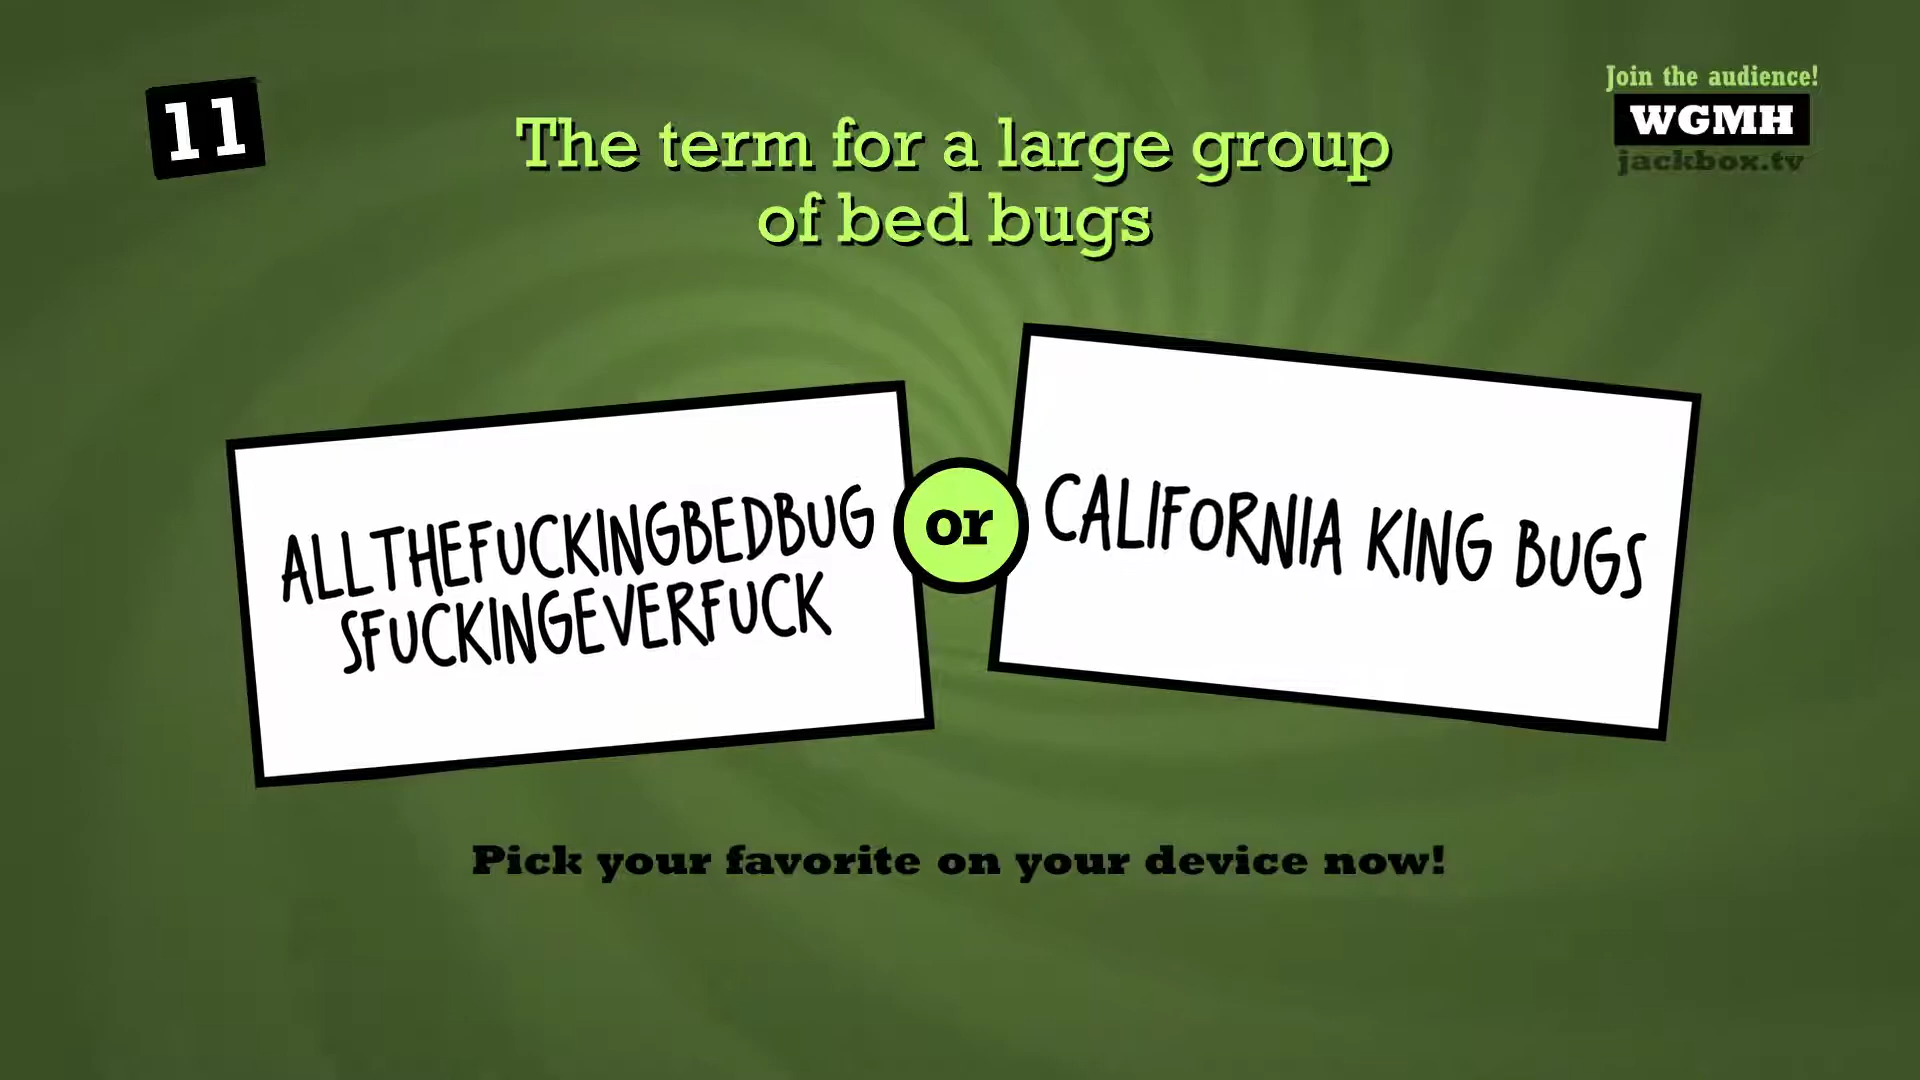 11
Join the audience!
WGMH
jackbox.tv
The term for a large group
of bed bugs
ALLTHEFUCKINGBEDBUG
SFUCKINGEVERFUCK
or
CALIFORNIA KING BUGS
Pick your favorite on your device now!